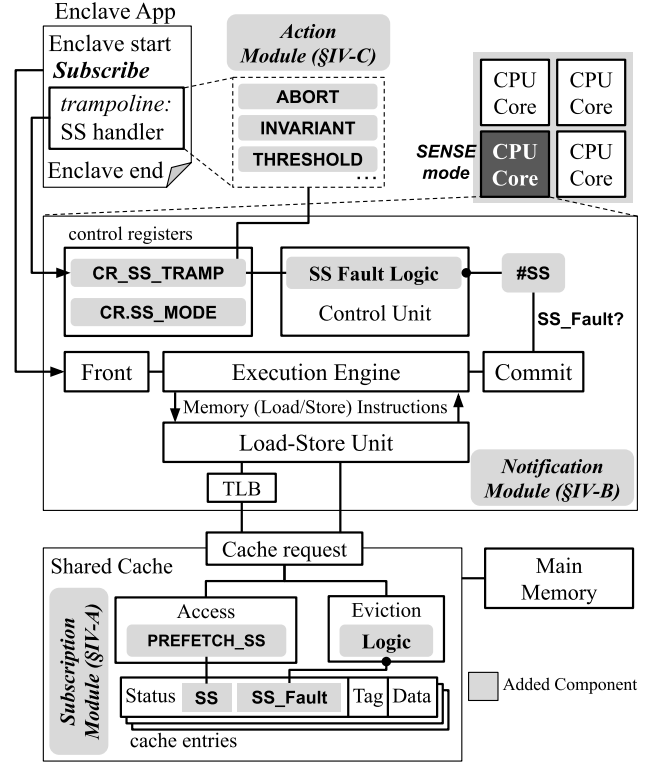 Enclave App
Enclave start
Subscribe
trampoline:
SS handler
Enclave end
Action
Module (§IV-C)
ABORT
INVARIANT
THRESHOLD
...
SENSE
mode
CPU
Core
CPU
Core
CPU
Core
CPU
Core
control registers
CR_SS_TRAMP
CR.SS_MODE
SS Fault Logic
Control Unit
#SS
SS_Fault?
Front
Execution Engine
Commit
Memory (Load/Store) Instructions
Load-Store Unit
TLB
Notification
Module (§IV-B)
Cache request
Shared Cache
Main
Memory
Subscription
Module (§IV-A)
Access
PREFETCH_SS
Eviction
Logic
Status SS SS_Fault Tag Data
cache entries
Added Component